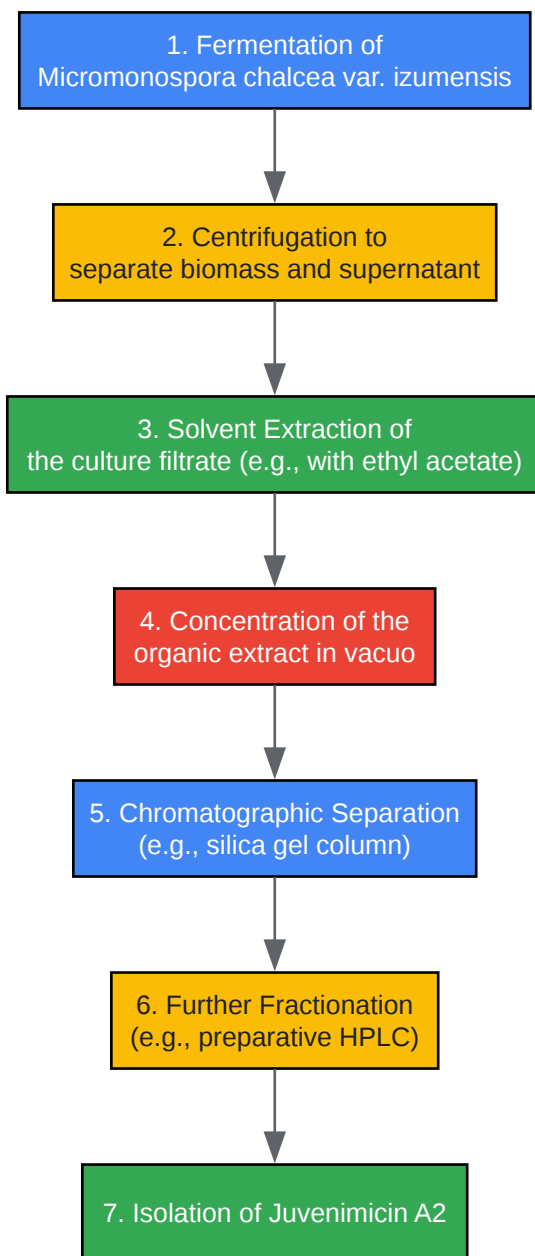 1. Fermentation of
Micromonospora chalcea var. izumensis
2. Centrifugation to
separate biomass and supernatant
3. Solvent Extraction of
the culture filtrate (e.g., with ethyl acetate)
4. Concentration of the
organic extract in vacuo
5. Chromatographic Separation
(e.g., silica gel column)
6. Further Fractionation
(e.g., preparative HPLC)
7. Isolation of Juvenimicin A2